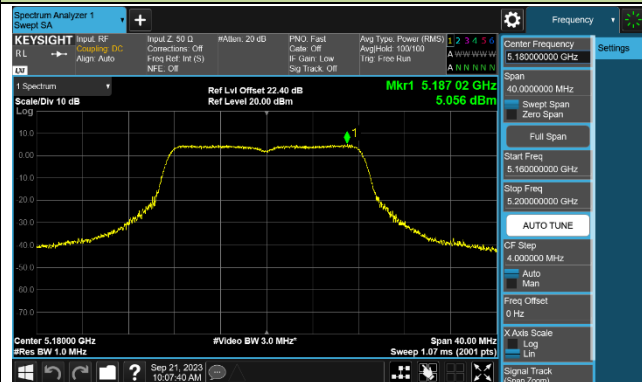 Spectrum Analyzer 1
Swept SA
Frequency
KEYSIGHT
RL
Input: RF
Coupling: DC
Align: Auto
Input Z: 50 Ω
Corrections: Off
Freq Ref: Int (S)
NFE: Off
#Atten: 20 dB
PNO: Fast
Gate: Off
IF Gain: Low
Sig Track: Off
Avg Type: Power (RMS)
Avg|Hold: 100/100
Trig: Free Run
1 2 3 4 5 6
A W W W W W
A N N N N N
1 Spectrum
Scale/Div 10 dB
Ref Lvl Offset 22.40 dB
Ref Level 20.00 dBm
Mkr1 5.187 02 GHz
5.056 dBm
Log
10.0
0.00
-10.0
-20.0
-30.0
-40.0
-50.0
-60.0
-70.0
1
Center 5.18000 GHz
#Res BW 1.0 MHz
#Video BW 3.0 MHz*
Span 40.00 MHz
Sweep 1.07 ms (2001 pts)
Sep 21, 2023
10:07:40 AM
Center Frequency
5.180000000 GHz
Settings
Span
40.0000000 MHz
Swept Span
Zero Span
Full Span
Start Freq
5.160000000 GHz
Stop Freq
5.200000000 GHz
AUTO TUNE
CF Step
4.000000 MHz
Auto
Man
Freq Offset
0 Hz
X Axis Scale
Log
Lin
Signal Track
(Span Zoom)